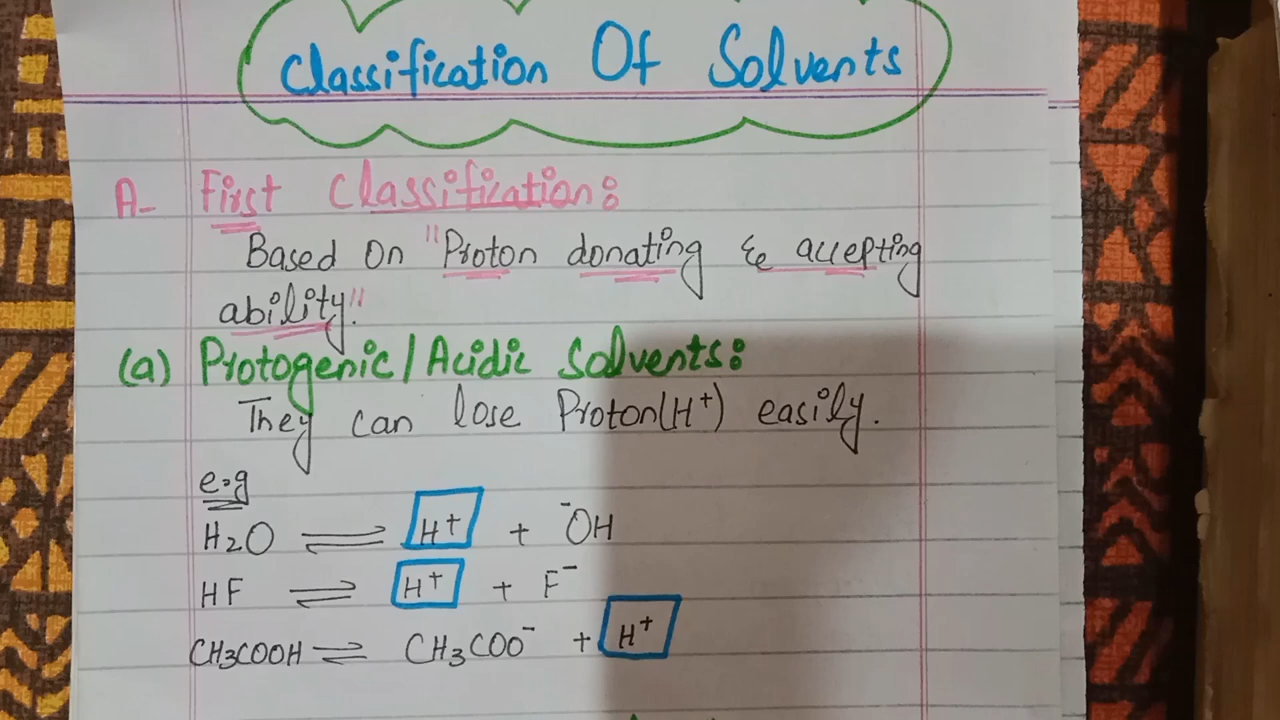 Classification Of Solvents
A- First Classification:
Based on "Proton donating & accepting
ability".
(a) Protogenic/Acidic Solvents:
They can lose Proton(H⁺) easily.
e.g
H2O ⇌ H⁺ + ⁻OH
HF ⇌ H⁺ + F⁻
CH3COOH ⇌ CH3COO⁻ + H⁺